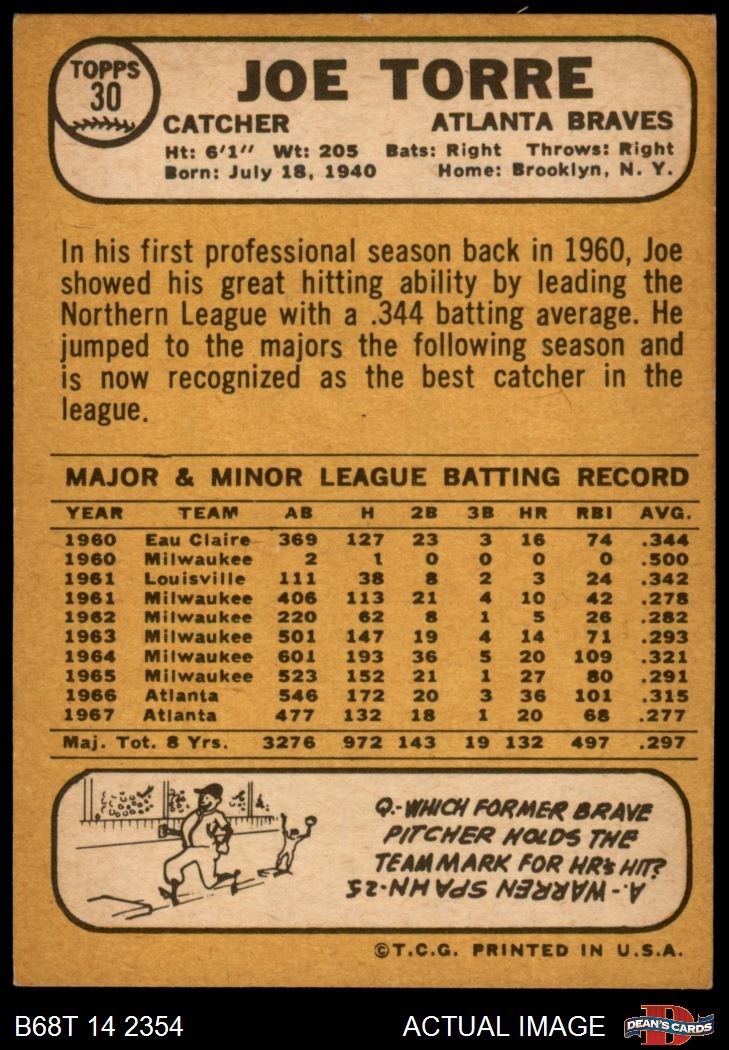 TOPPS
30
JOE TORRE
CATCHER ATLANTA BRAVES
Ht: 6'1" Wt: 205 Bats: Right Throws: Right
Born: July 18, 1940 Home: Brooklyn, N. Y.
In his first professional season back in 1960, Joe
showed his great hitting ability by leading the
Northern League with a .344 batting average. He
jumped to the majors the following season and
is now recognized as the best catcher in the
league.
MAJOR & MINOR LEAGUE BATTING RECORD
YEAR TEAM AB H 2B 3B HR RBI AVG.
1960 Eau Claire 369 127 23 3 16 74 .344
1960 Milwaukee 2 1 0 0 0 0 .500
1961 Louisville 111 38 8 2 3 24 .342
1961 Milwaukee 406 113 21 4 10 42 .278
1962 Milwaukee 220 62 8 1 5 26 .282
1963 Milwaukee 501 147 19 4 14 71 .293
1964 Milwaukee 601 193 36 5 20 109 .321
1965 Milwaukee 523 152 21 1 27 80 .291
1966 Atlanta 546 172 20 3 36 101 .315
1967 Atlanta 477 132 18 1 20 68 .277
Maj. Tot. 8 Yrs. 3276 972 143 19 132 497 .297
Q.-WHICH FORMER BRAVE
PITCHER HOLDS THE
TEAM MARK FOR HR's HIT?
A.-WARREN SPAHN-25
©T.C.G. PRINTED IN U.S.A.
B68T 14 2354 ACTUAL IMAGE DEAN'S CARDS